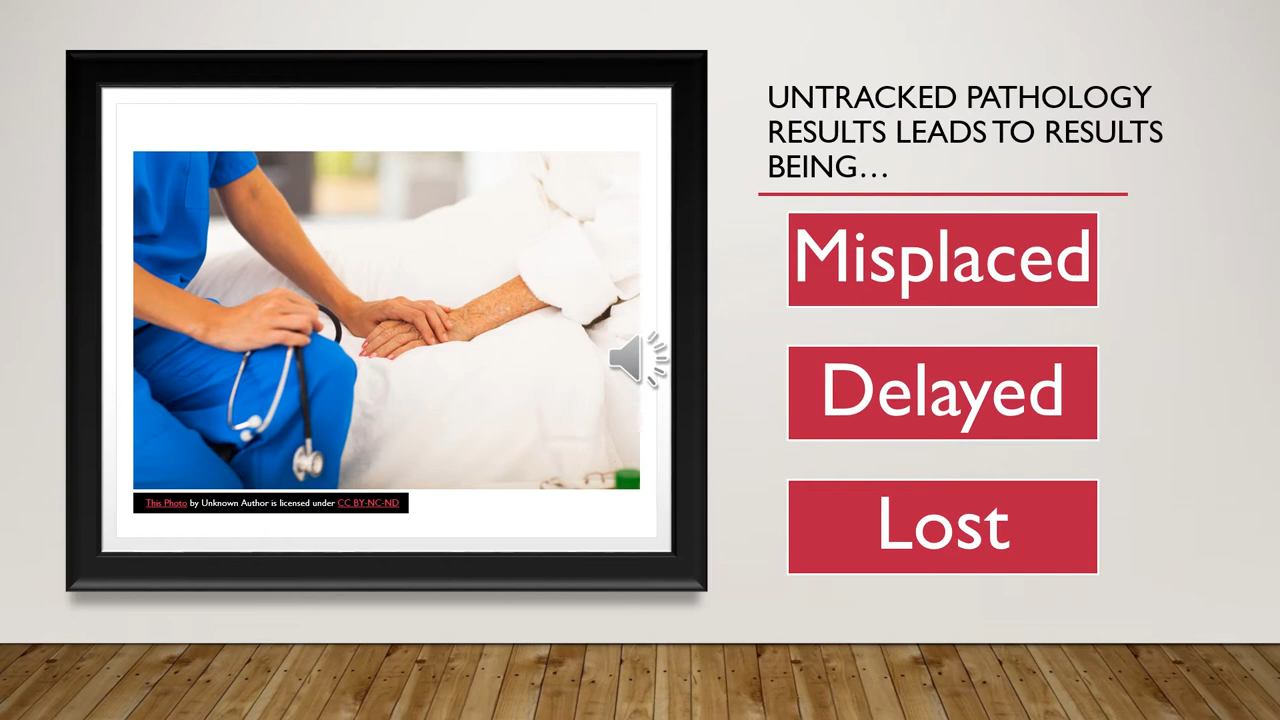 UNTRACKED PATHOLOGY
RESULTS LEADS TO RESULTS
BEING…
Misplaced
Delayed
Lost
This Photo by Unknown Author is licensed under CC BY-NC-ND